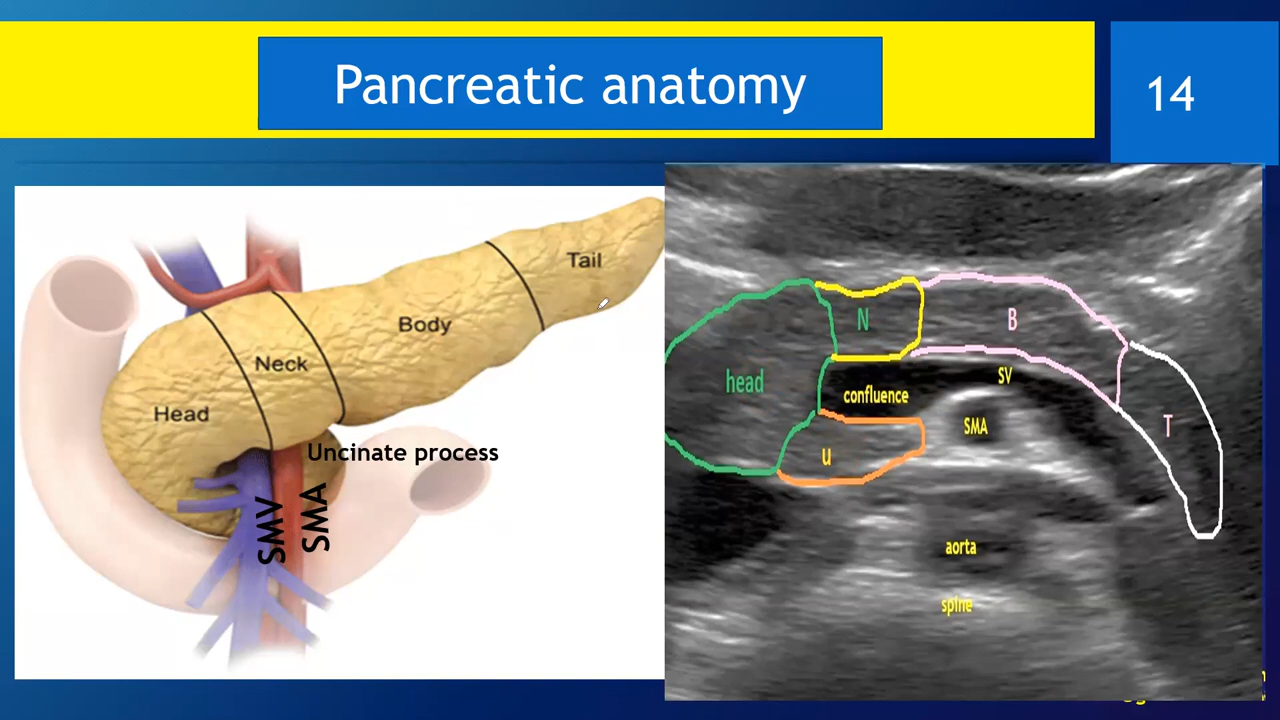 Pancreatic anatomy
14
Tail
Body
Neck
Head
Uncinate process
SMV
SMA
N
B
head
confluence
SV
SMA
T
u
aorta
spine